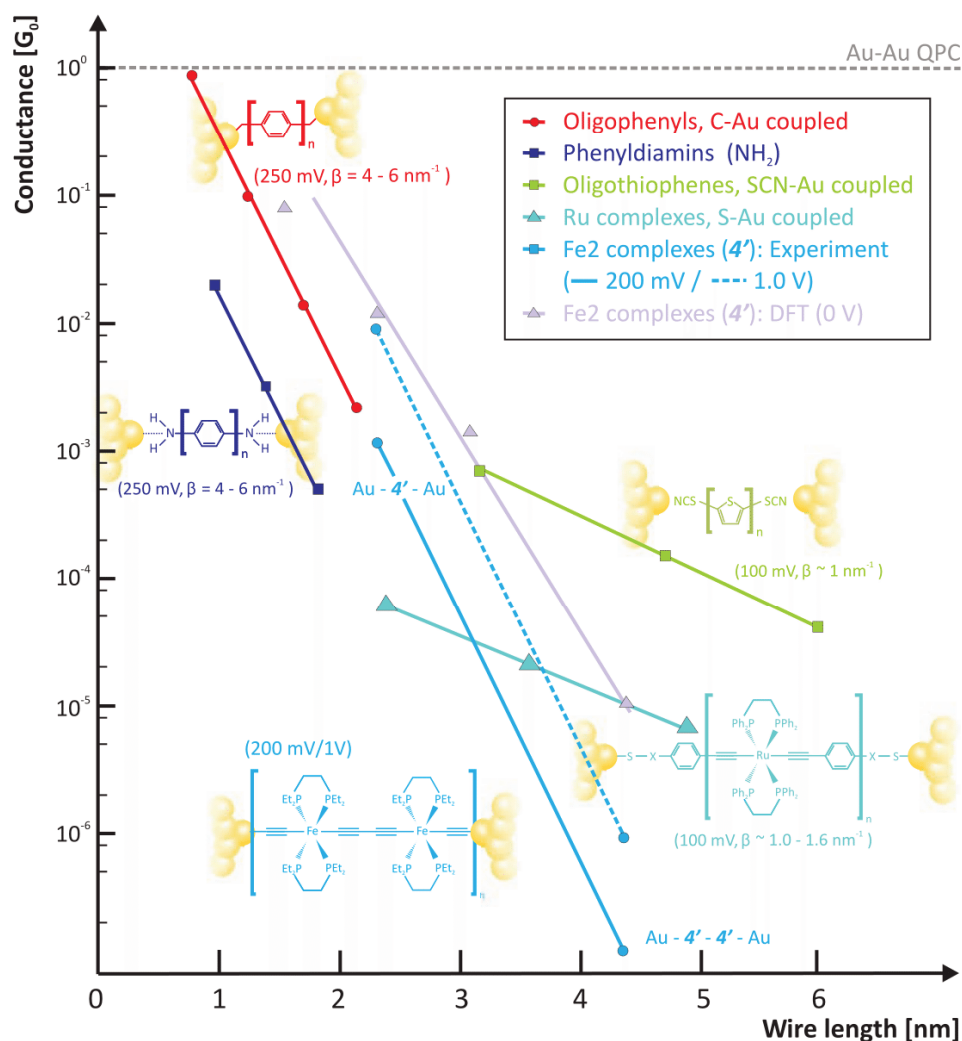 Conductance [G₀]
Au-Au QPC
10⁰
10⁻¹
10⁻²
10⁻³
10⁻⁴
10⁻⁵
10⁻⁶
Oligophenyls, C-Au coupled
Phenyldiamins (NH₂)
Oligothiophenes, SCN-Au coupled
Ru complexes, S-Au coupled
Fe2 complexes (4′): Experiment
(— 200 mV / ---- 1.0 V)
Fe2 complexes (4′): DFT (0 V)
n
(250 mV, β = 4 - 6 nm⁻¹)
H H
N N
H H
n
(250 mV, β = 4 - 6 nm⁻¹)
Au - 4′ - Au
NCS S SCN
n
(100 mV, β ~ 1 nm⁻¹)
Ph₂P PPh₂
S X Ru X S
Ph₂P PPh₂
n
(100 mV, β ~ 1.0 - 1.6 nm⁻¹)
(200 mV/1V)
Et₂P PEt₂ Et₂P PEt₂
Fe Fe
Et₂P PEt₂ Et₂P PEt₂
n
Au - 4′ - 4′ - Au
0 1 2 3 4 5 6
Wire length [nm]